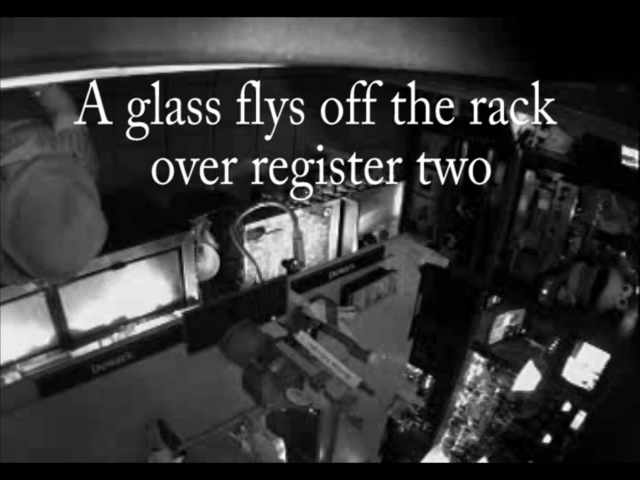 A glass flys off the rack
over register two